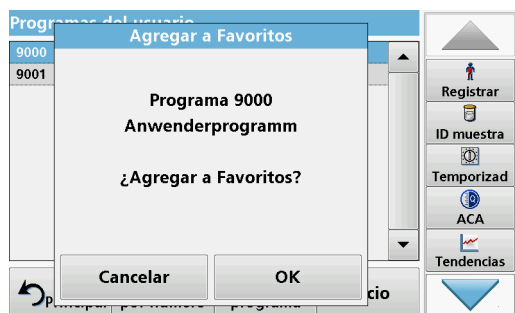 Programas del usuario
Agregar a Favoritos
9000
9001
Programa 9000
Anwenderprogramm
¿Agregar a Favoritos?
Cancelar
OK
Registrar
ID muestra
Temporizad
ACA
Tendencias